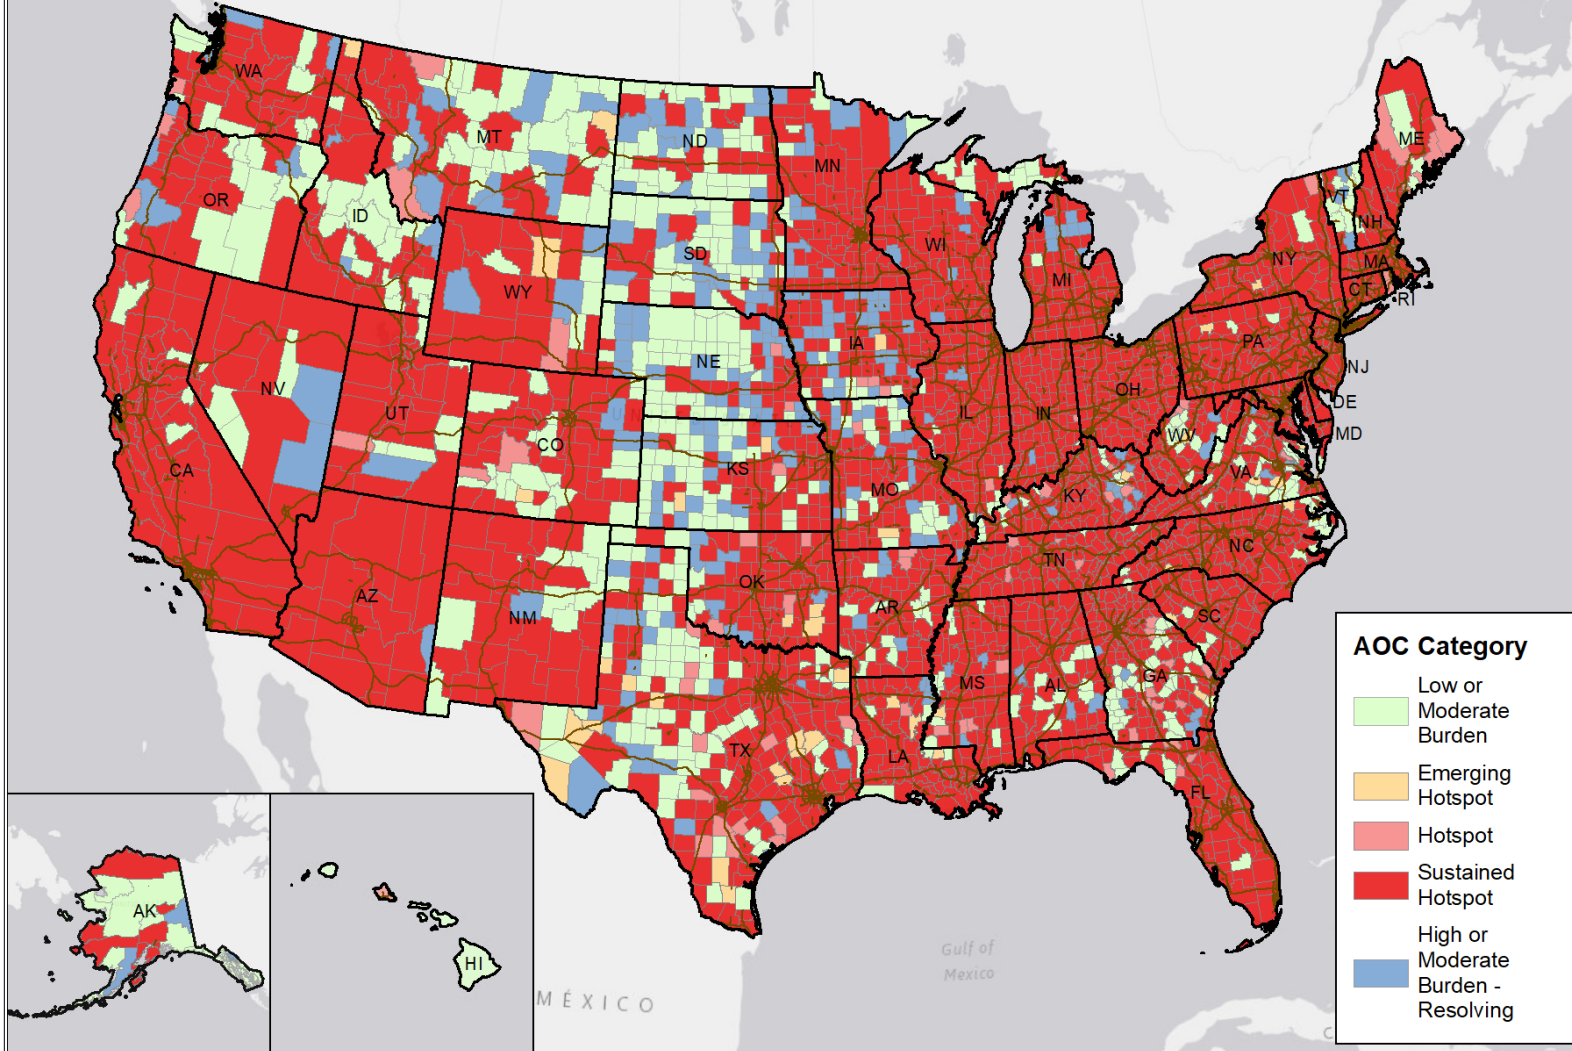 WA
MT
ND
MN
ME
OR
ID
VT
NH
SD
WI
NY
MA
WY
MI
CT
RI
IA
PA
NE
NJ
NV
OH
UT
IL
IN
DE
CO
MD
WV
CA
KS
VA
MO
KY
NC
TN
OK
AZ
AR
NM
SC
MS
AL
GA
TX
LA
FL
AK
HI
Gulf of
Mexico
MÉXICO
AOC Category
Low or
Moderate
Burden
Emerging
Hotspot
Hotspot
Sustained
Hotspot
High or
Moderate
Burden -
Resolving